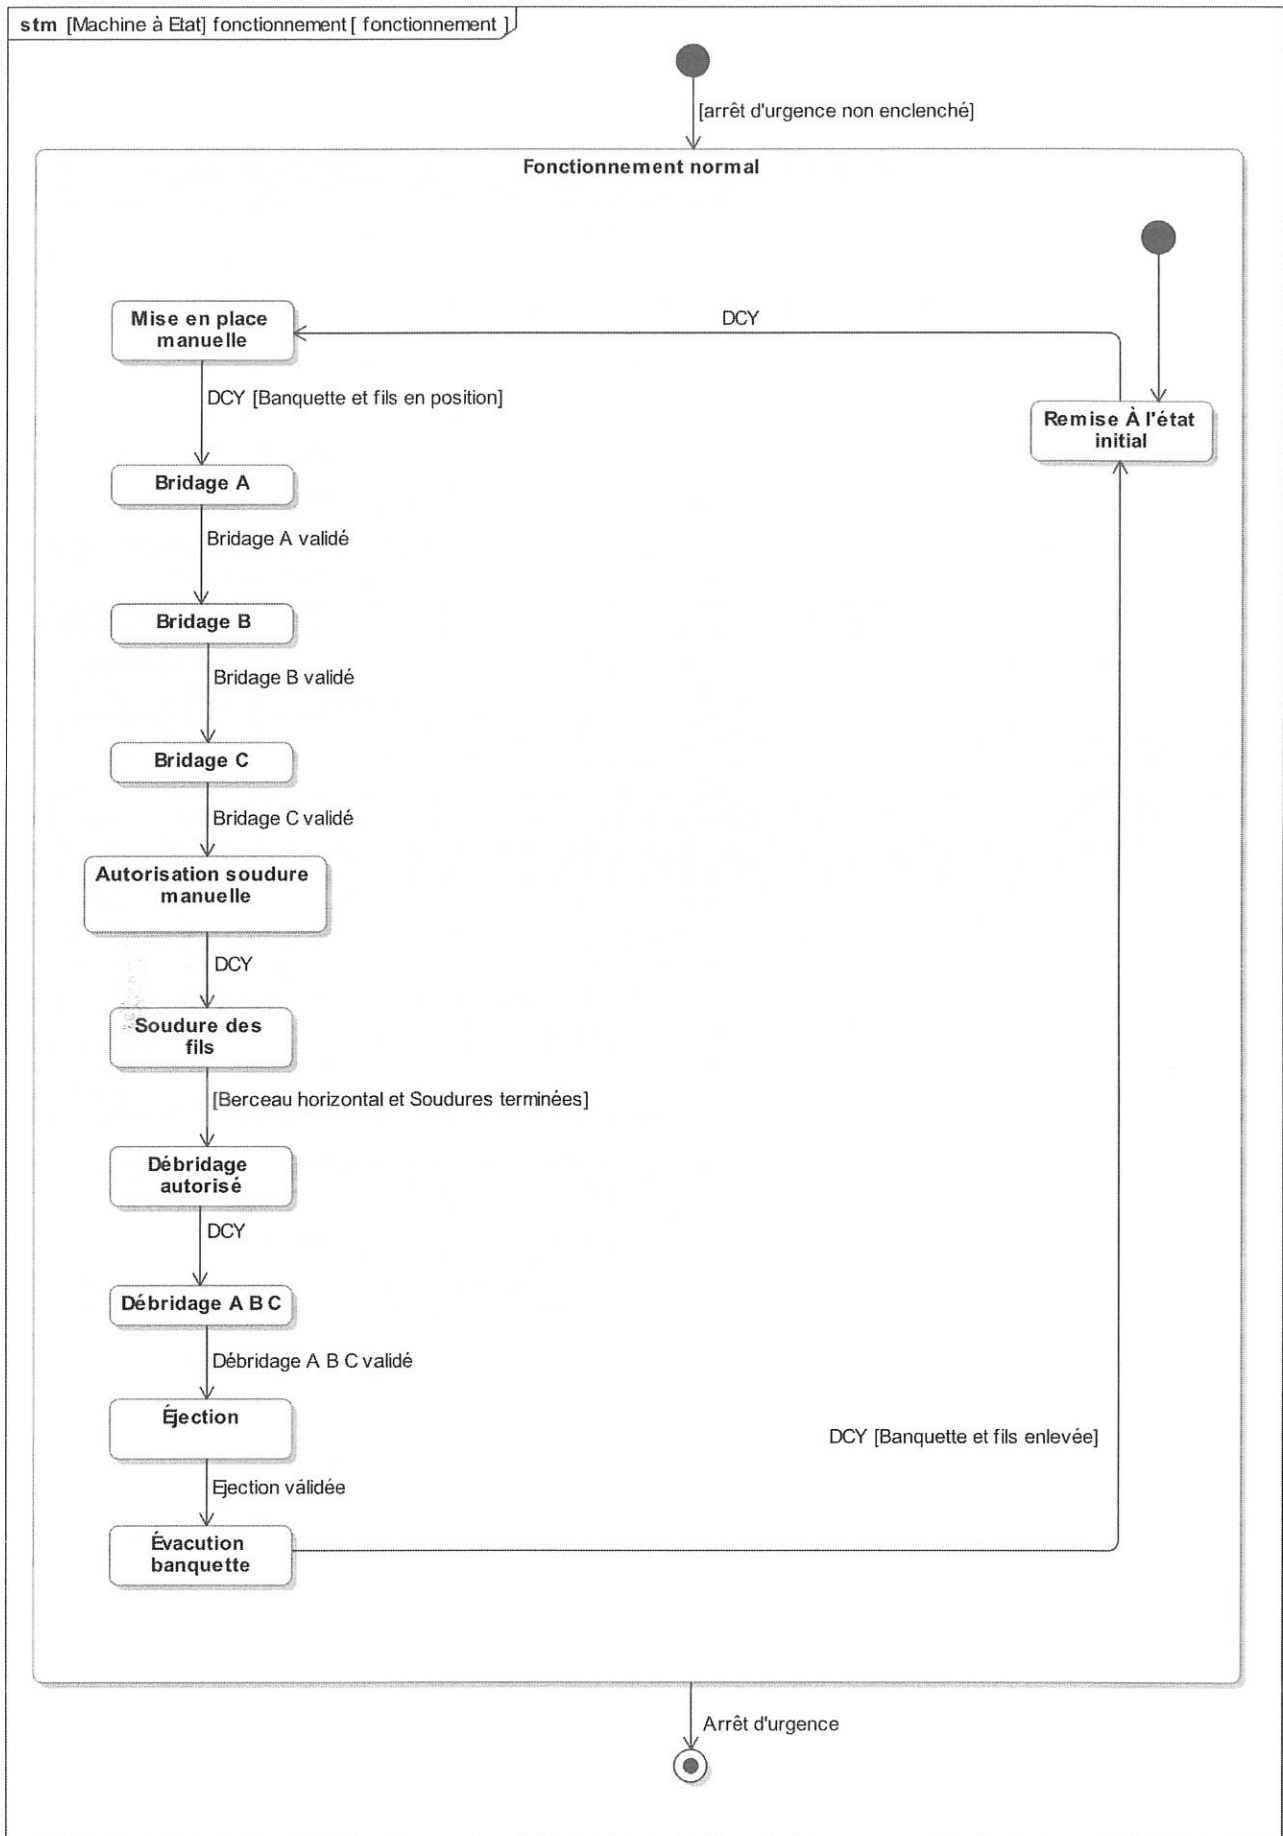 stm [Machine à Etat] fonctionnement [ fonctionnement ]
[arrêt d'urgence non enclenché]
Fonctionnement normal
Mise en place
manuelle
DCY
DCY [Banquette et fils en position]
Remise À l'état
initial
Bridage A
Bridage A validé
Bridage B
Bridage B validé
Bridage C
Bridage C validé
Autorisation soudure
manuelle
DCY
Soudure des
fils
[Berceau horizontal et Soudures terminées]
Débridage
autorisé
DCY
Débridage A B C
Débridage A B C validé
Éjection
DCY [Banquette et fils enlevée]
Ejection válidée
Évacution
banquette
Arrêt d'urgence